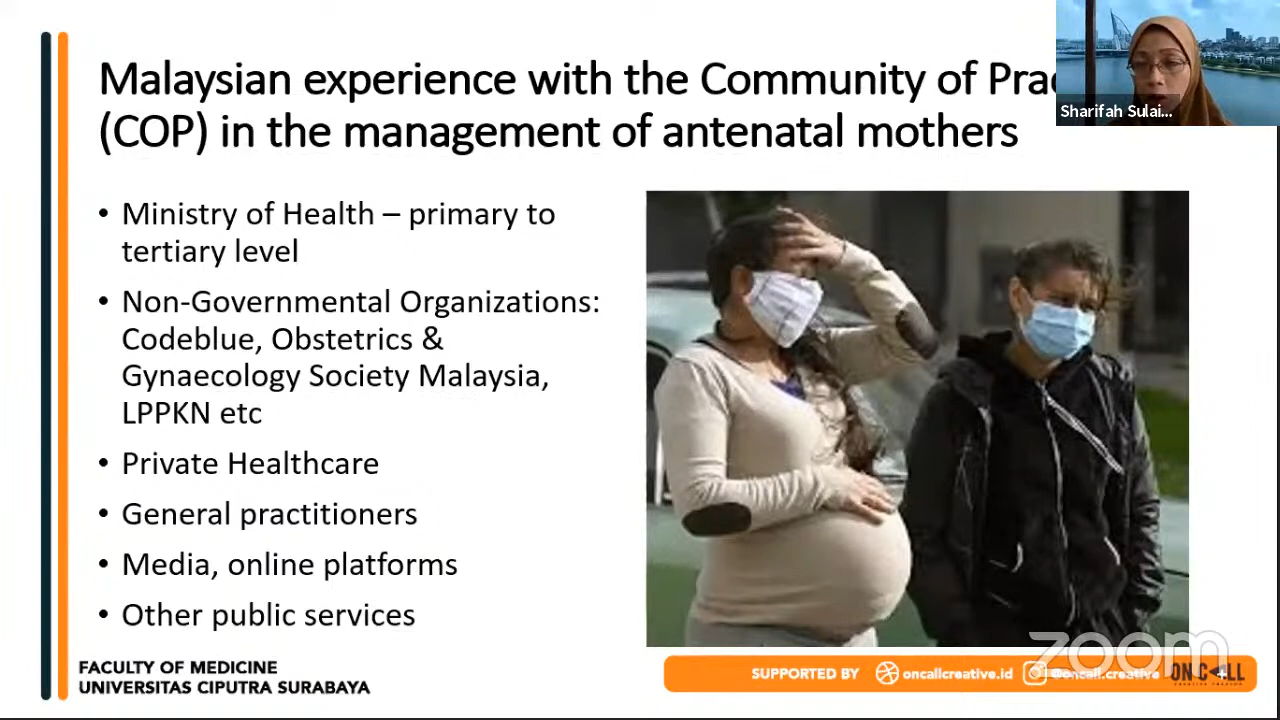 Malaysian experience with the Community of Prac
(COP) in the management of antenatal mothers
Sharifah Sulai...
• Ministry of Health – primary to
tertiary level
• Non-Governmental Organizations:
Codeblue, Obstetrics &
Gynaecology Society Malaysia,
LPPKN etc
• Private Healthcare
• General practitioners
• Media, online platforms
• Other public services
zoom
FACULTY OF MEDICINE
UNIVERSITAS CIPUTRA SURABAYA
SUPPORTED BY oncallcreative.id @oncall.creative ON CALL